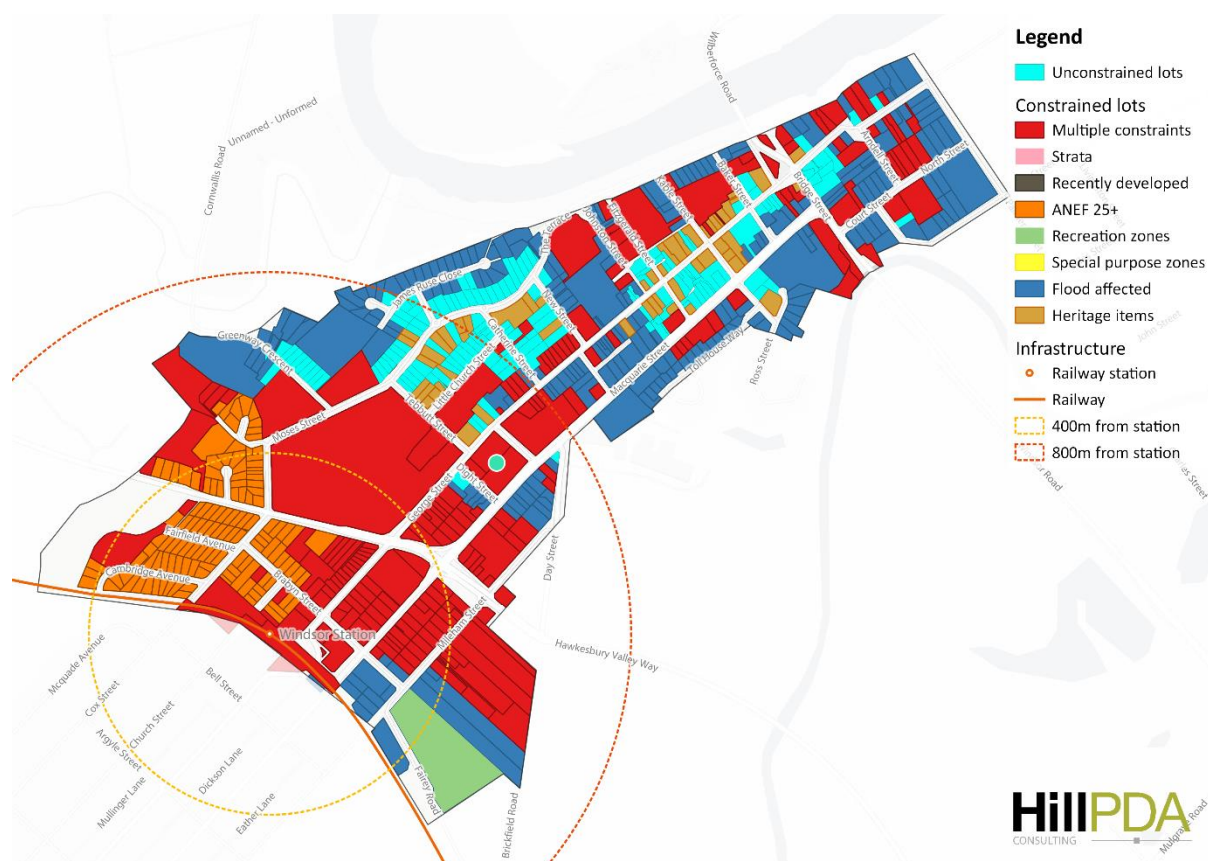 Legend
Unconstrained lots
Constrained lots
Multiple constraints
Strata
Recently developed
ANEF 25+
Recreation zones
Special purpose zones
Flood affected
Heritage items
Infrastructure
Railway station
Railway
400m from station
800m from station
Wilberforce Road
Unnamed - Unformed
Cornwallis Road
Arndell Street
North Street
Baker Street
Bridge Street
Court Street
Kable Street
Fitzgerald Street
Johnston Street
The Terrace
James Ruse Close
New Street
Catherine Street
Greenway Crescent
Little Church Street
Macquarie Street
Toll House Way
Ross Street
John Street
Tebbutt Street
Moses Street
Dight Street
George Street
Fairfield Avenue
Day Street
Cambridge Avenue
Brabyn Street
Mileham Street
Windsor Station
Hawkesbury Valley Way
Mcquade Avenue
Bell Street
Cox Street
Church Street
Argyle Street
Dickson Lane
Mullinger Lane
Eather Lane
Fairey Road
Brickfield Road
HillPDA
CONSULTING